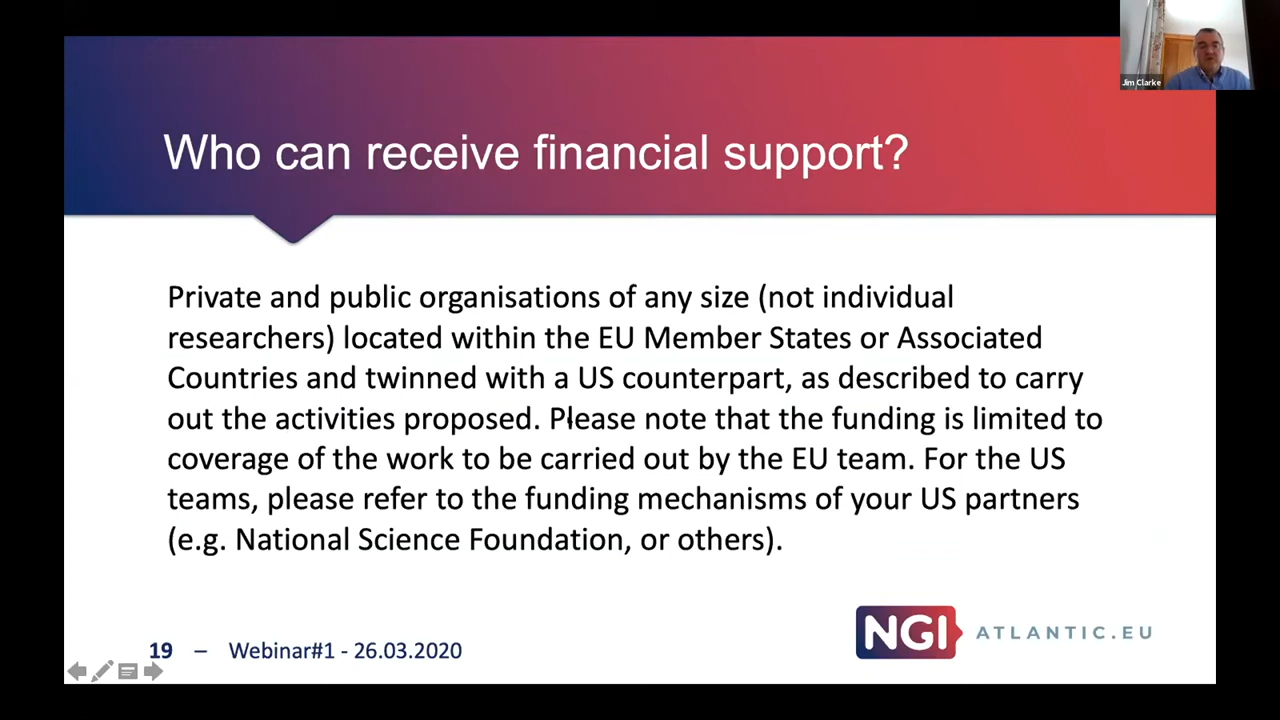 Jim Clarke
Who can receive financial support?
Private and public organisations of any size (not individual
researchers) located within the EU Member States or Associated
Countries and twinned with a US counterpart, as described to carry
out the activities proposed. Please note that the funding is limited to
coverage of the work to be carried out by the EU team. For the US
teams, please refer to the funding mechanisms of your US partners
(e.g. National Science Foundation, or others).
19 – Webinar#1 - 26.03.2020
NGI ATLANTIC.EU